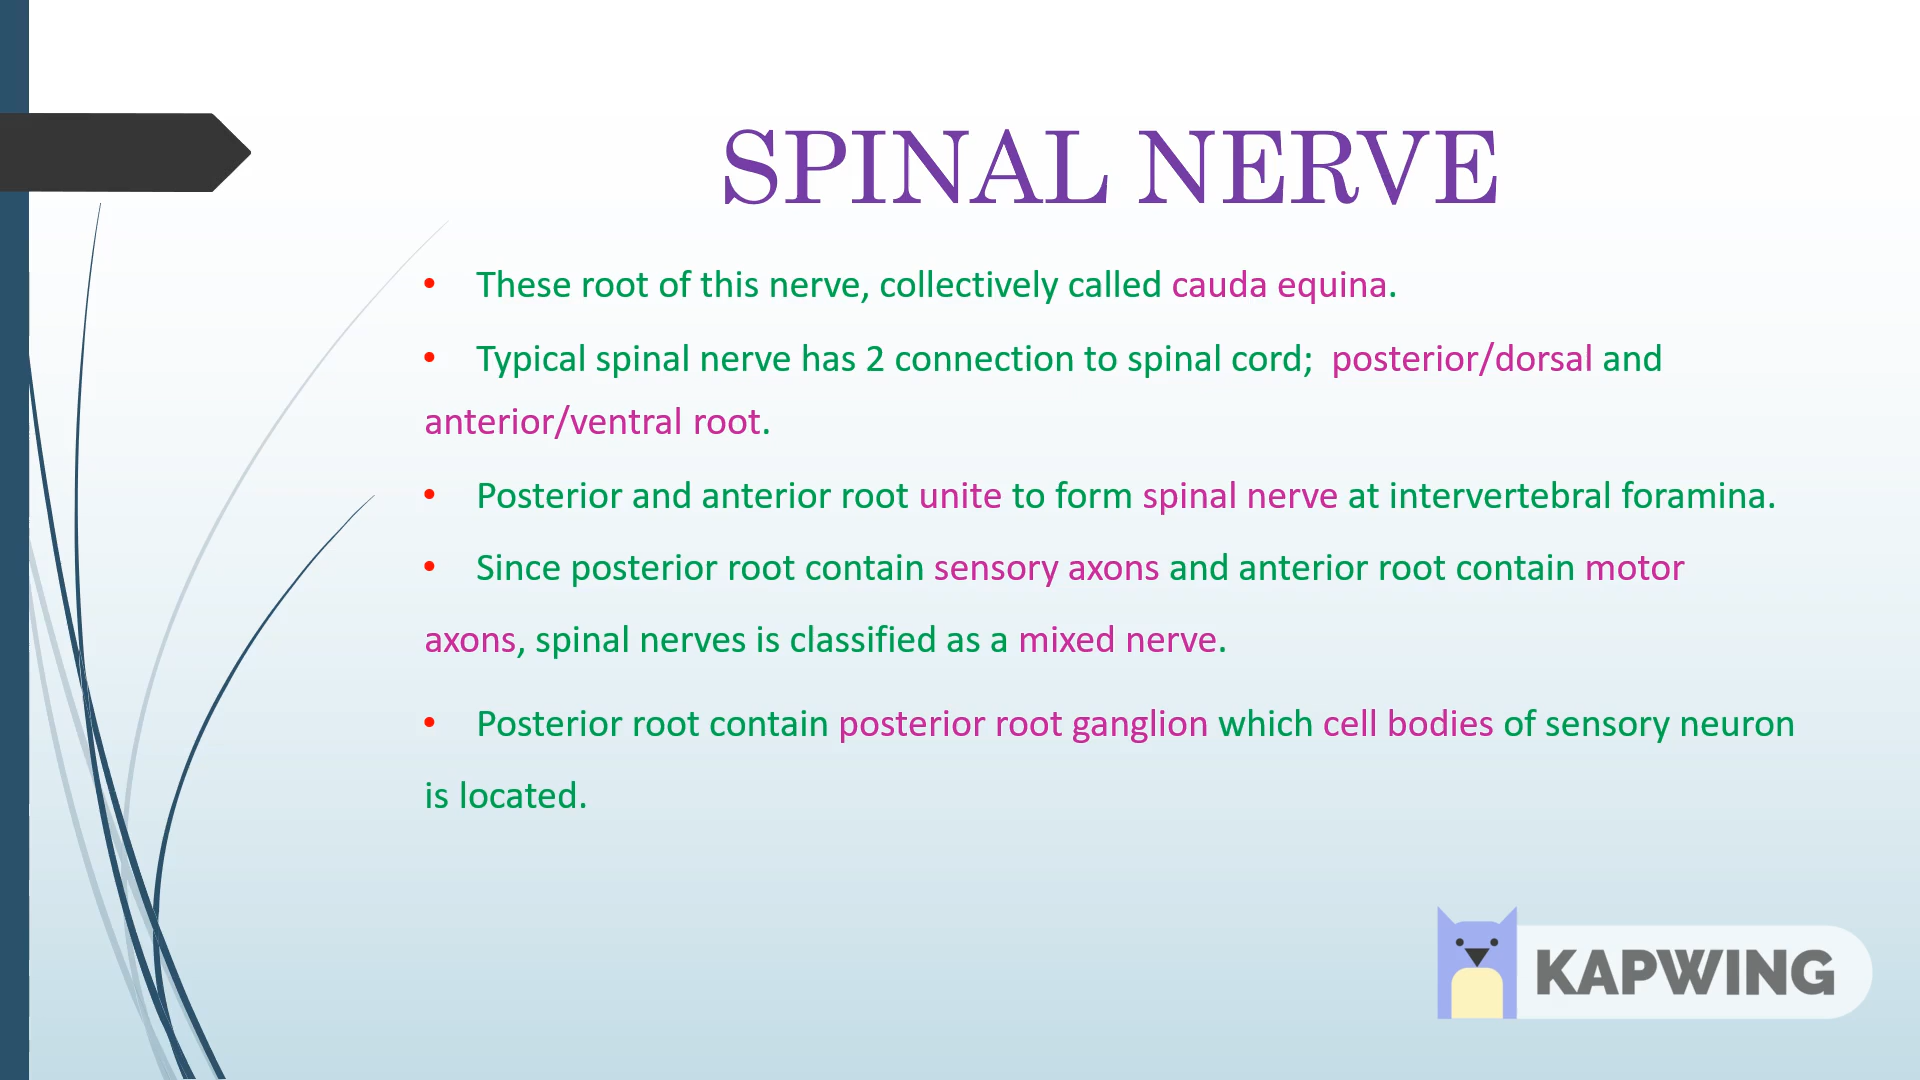 SPINAL NERVE
• These root of this nerve, collectively called cauda equina.
• Typical spinal nerve has 2 connection to spinal cord; posterior/dorsal and
anterior/ventral root.
• Posterior and anterior root unite to form spinal nerve at intervertebral foramina.
• Since posterior root contain sensory axons and anterior root contain motor
axons, spinal nerves is classified as a mixed nerve.
• Posterior root contain posterior root ganglion which cell bodies of sensory neuron
is located.
KAPWING